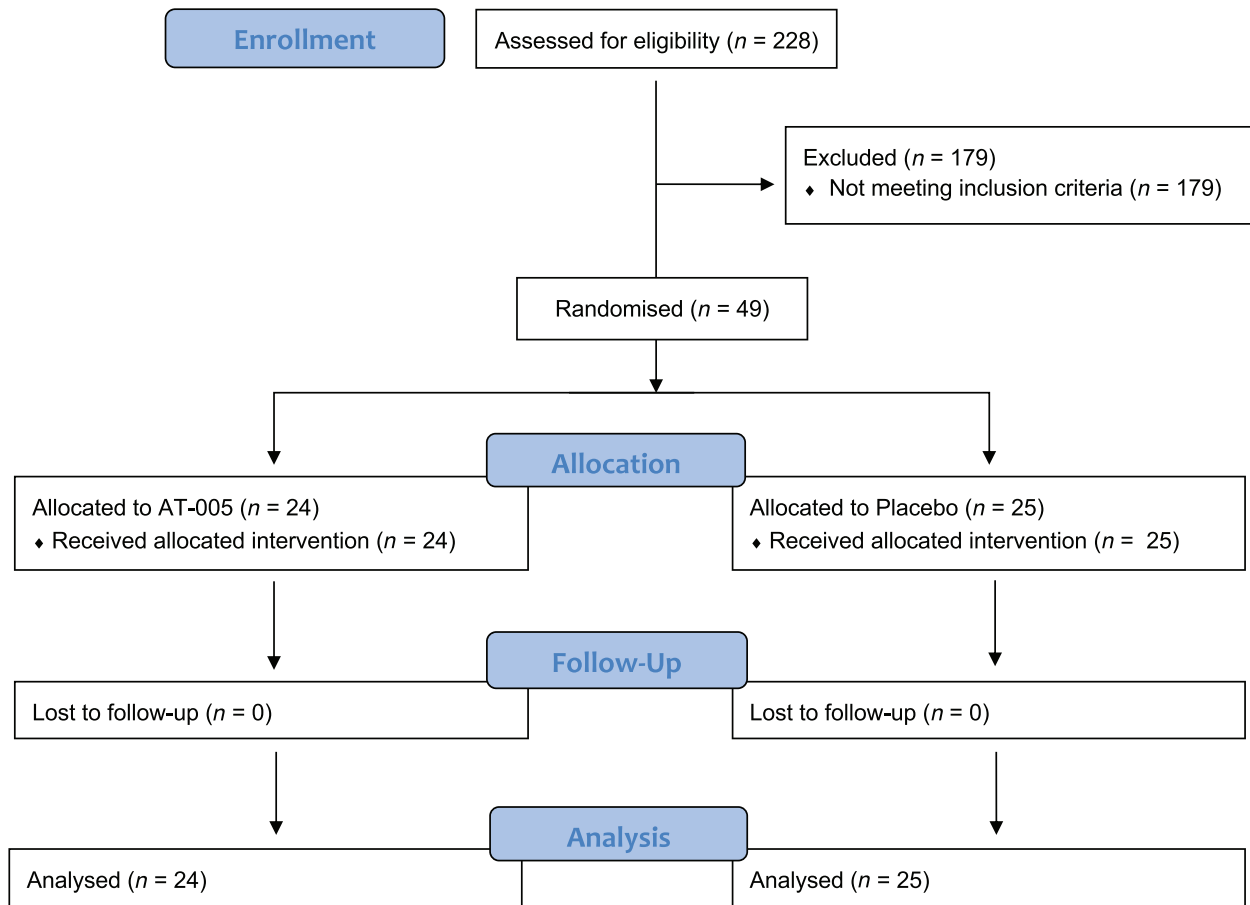 Enrollment
Assessed for eligibility (n = 228)
Excluded (n = 179)
♦ Not meeting inclusion criteria (n = 179)
Randomised (n = 49)
Allocation
Allocated to AT-005 (n = 24)
♦ Received allocated intervention (n = 24)
Allocated to Placebo (n = 25)
♦ Received allocated intervention (n = 25)
Follow-Up
Lost to follow-up (n = 0)
Lost to follow-up (n = 0)
Analysis
Analysed (n = 24)
Analysed (n = 25)